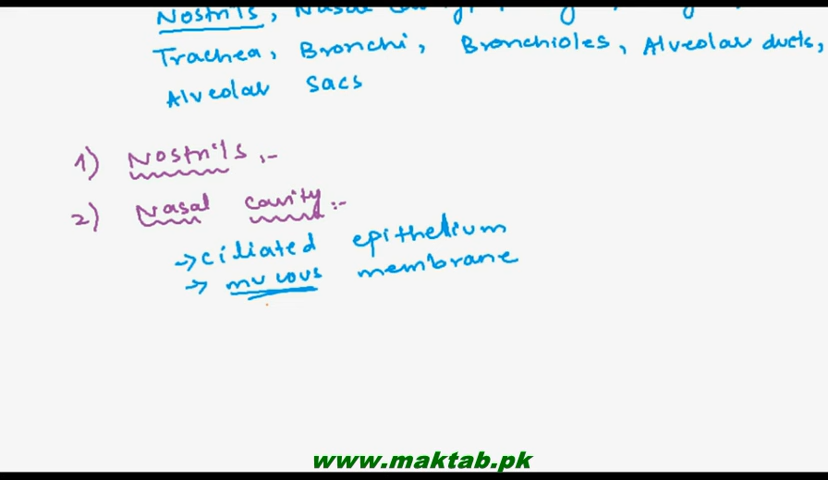 Nostrils, Nasal
Trachea, Bronchi, Bronchioles, Alveolar ducts,
Alveolar sacs
1) Nostrils :-
2) Nasal cavity :-
→ ciliated epithelium
→ mucous membrane
www.maktab.pk